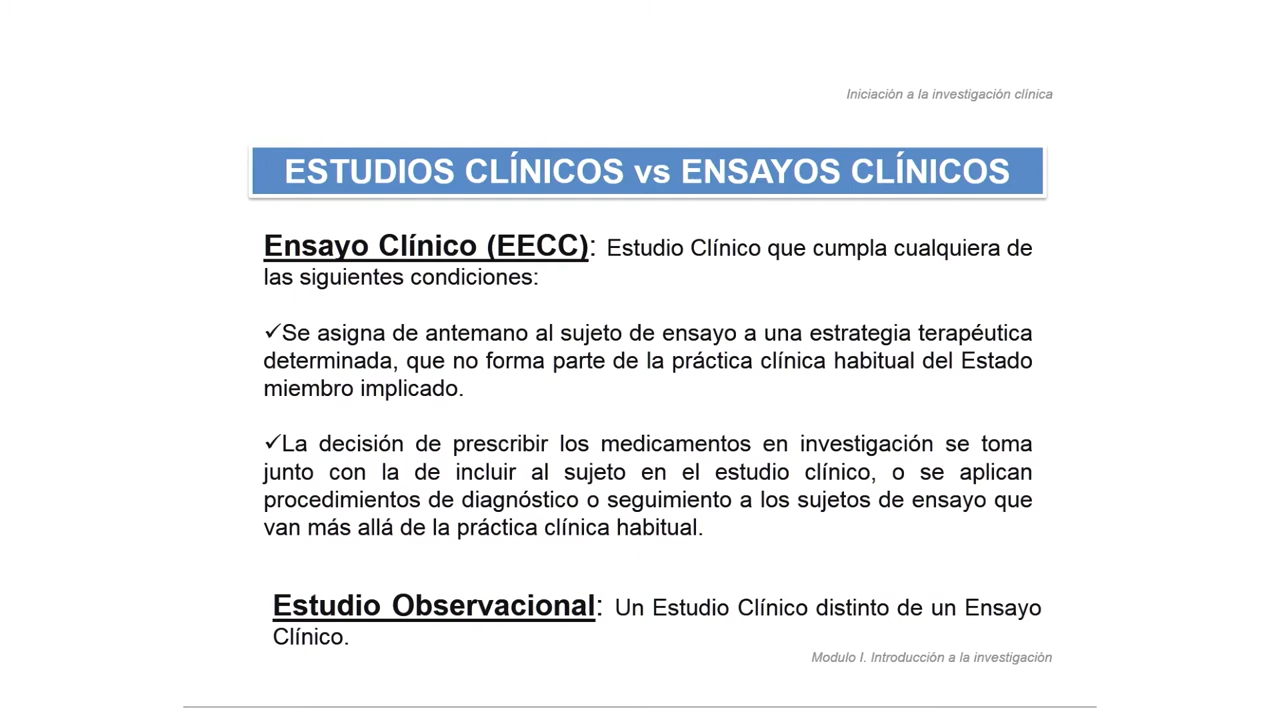 Iniciación a la investigación clínica
ESTUDIOS CLÍNICOS vs ENSAYOS CLÍNICOS
Ensayo Clínico (EECC): Estudio Clínico que cumpla cualquiera de
las siguientes condiciones:
✓Se asigna de antemano al sujeto de ensayo a una estrategia terapéutica
determinada, que no forma parte de la práctica clínica habitual del Estado
miembro implicado.
✓La decisión de prescribir los medicamentos en investigación se toma
junto con la de incluir al sujeto en el estudio clínico, o se aplican
procedimientos de diagnóstico o seguimiento a los sujetos de ensayo que
van más allá de la práctica clínica habitual.
Estudio Observacional: Un Estudio Clínico distinto de un Ensayo
Clínico.
Modulo I. Introducción a la investigación